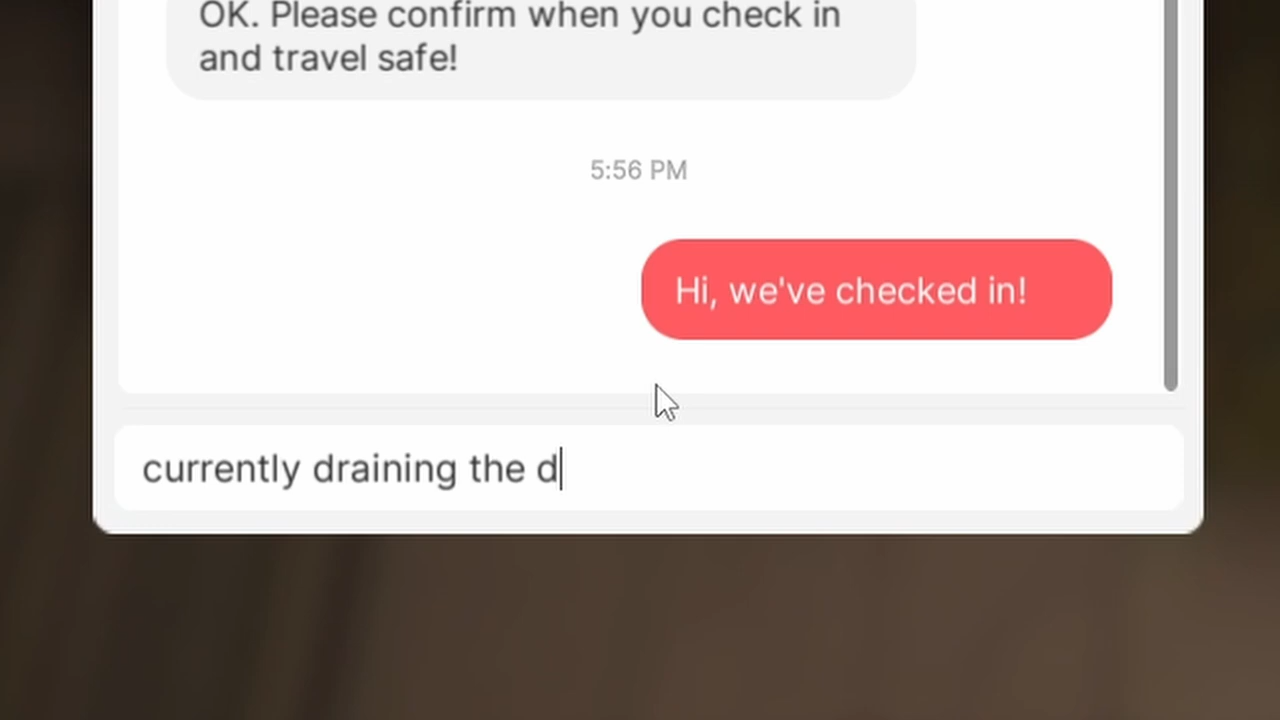 OK. Please confirm when you check in
and travel safe!
5:56 PM
Hi, we've checked in!
currently draining the d